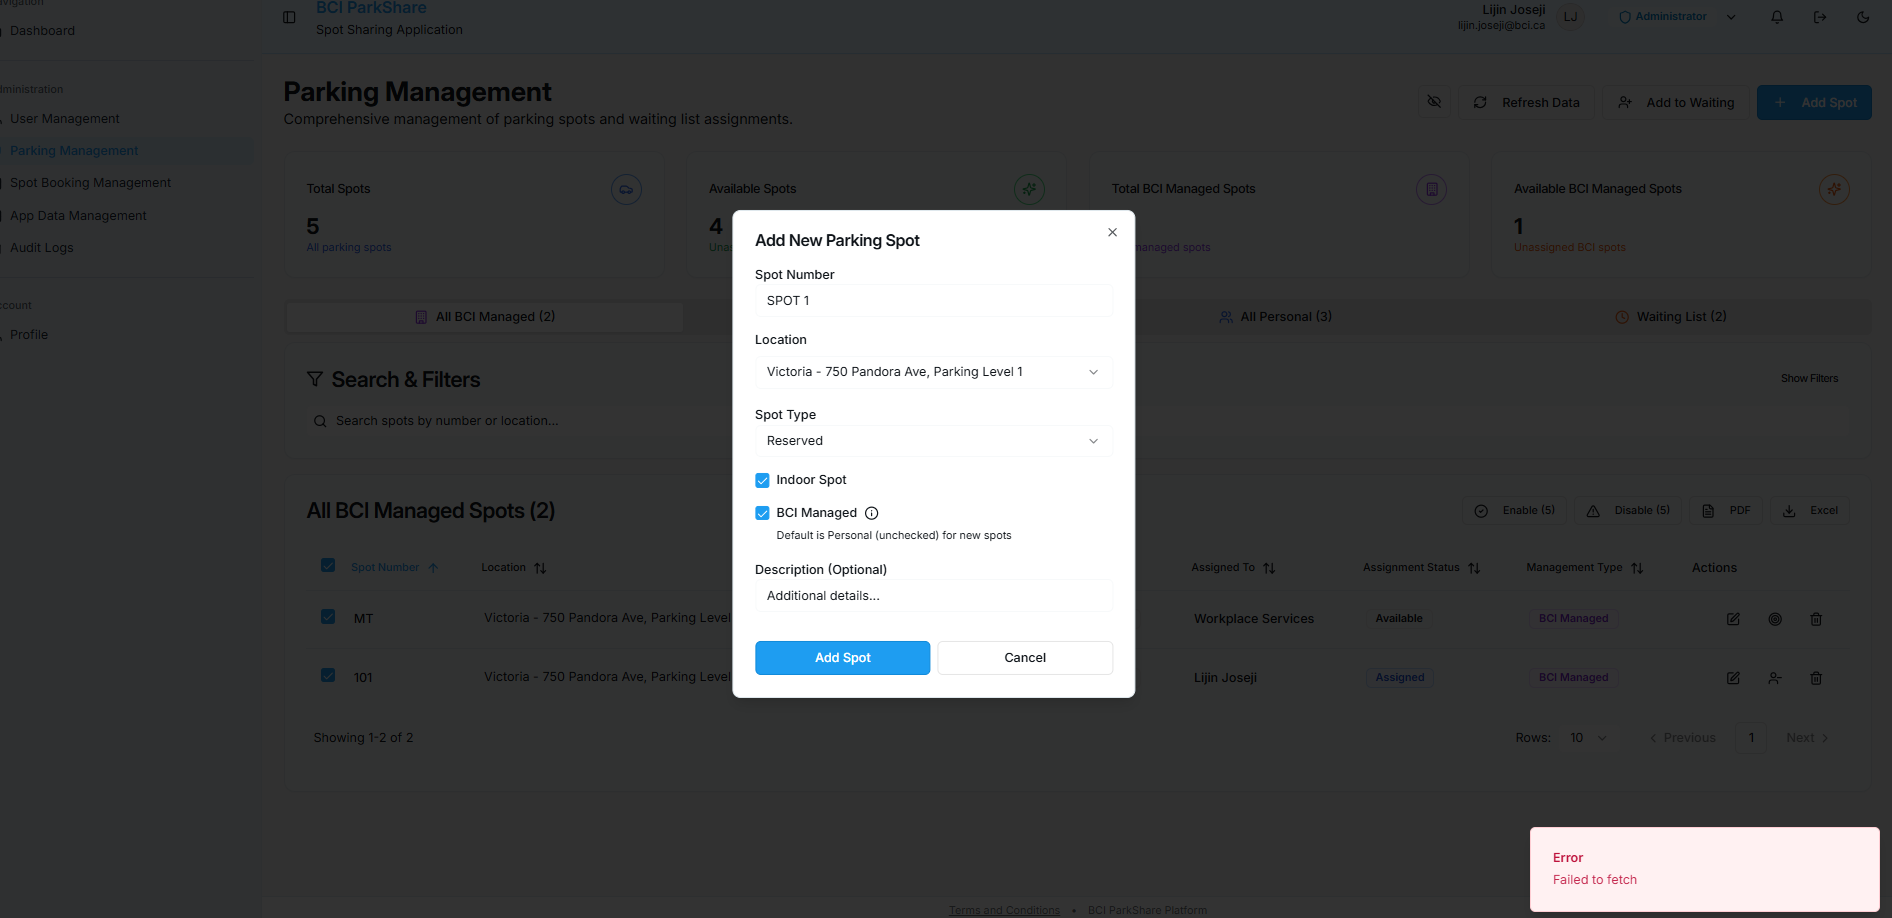 BCI ParkShare
Spot Sharing Application
Lijin Joseji
lijin.joseji@bci.ca
LJ
Administrator
Dashboard
User Management
Parking Management
Spot Booking Management
App Data Management
Audit Logs
Profile
Parking Management
Comprehensive management of parking spots and waiting list assignments.
Refresh Data
Add to Waiting
Add Spot
Total Spots
5
All parking spots
Available Spots
4
Total BCI Managed Spots
managed spots
Available BCI Managed Spots
1
Unassigned BCI spots
All BCI Managed (2)
All Personal (3)
Waiting List (2)
Search & Filters
Show Filters
Search spots by number or location...
All BCI Managed Spots (2)
Enable (5)
Disable (5)
PDF
Excel
Spot Number
Location
Assigned To
Assignment Status
Management Type
Actions
MT
Victoria - 750 Pandora Ave, Parking Level
Workplace Services
Available
BCI Managed
101
Victoria - 750 Pandora Ave, Parking Level
Lijin Joseji
Assigned
BCI Managed
Showing 1-2 of 2
Rows:
10
Previous
1
Next
Add New Parking Spot
Spot Number
SPOT 1
Location
Victoria - 750 Pandora Ave, Parking Level 1
Spot Type
Reserved
Indoor Spot
BCI Managed
Default is Personal (unchecked) for new spots
Description (Optional)
Additional details...
Add Spot
Cancel
Error
Failed to fetch
Terms and Conditions • BCI ParkShare Platform